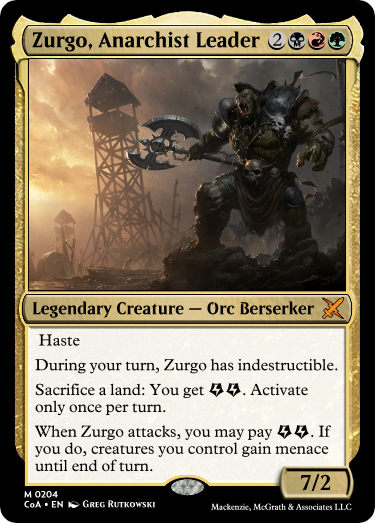 Zurgo, Anarchist Leader 2
Legendary Creature — Orc Berserker
Haste
During your turn, Zurgo has indestructible.
Sacrifice a land: You get . Activate
only once per turn.
When Zurgo attacks, you may pay . If
you do, creatures you control gain menace
until end of turn.
7/2
M 0204
CoA • EN Greg Rutkowski
Mackenzie, McGrath & Associates LLC